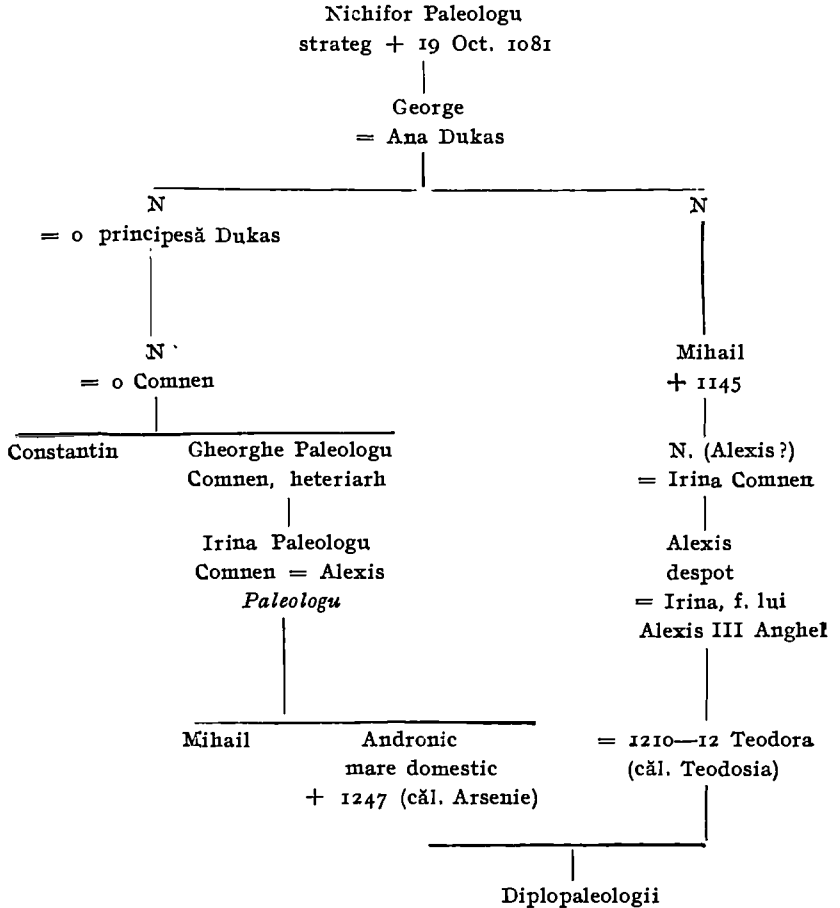 Nichifor Paleologu
strateg + 19 Oct. 1081
George
= Ana Dukas
N
= o principesă Dukas
N
= o Comnen
Constantin
Gheorghe Paleologu
Comnen, heteriarh
Irina Paleologu
Comnen = Alexis
Paleologu
Mihail
Andronic
mare domestic
+ 1247 (căl. Arsenie)
N
Mihail
+ 1145
N. (Alexis?)
= Irina Comnen
Alexis
despot
= Irina, f. lui
Alexis III Anghel
= 1210—12 Teodora
(căl. Teodosia)
Diplopaleologii